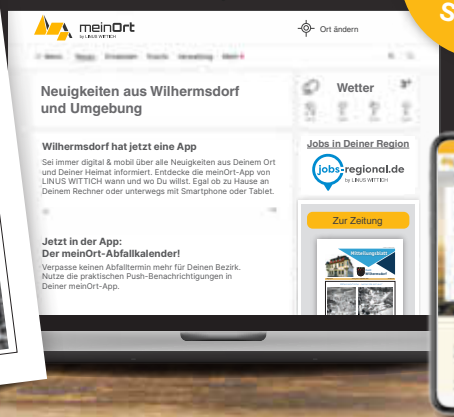 S
meinOrt
by LINUS WITTICH
Ort ändern
Neuigkeiten aus Wilhermsdorf
und Umgebung
Wetter
3°
Wilhermsdorf hat jetzt eine App
Sei immer digital & mobil über alle Neuigkeiten aus Deinem Ort
und Deiner Heimat informiert. Entdecke die meinOrt-App von
LINUS WITTICH wann und wo Du willst. Egal ob zu Hause an
Deinem Rechner oder unterwegs mit Smartphone oder Tablet.
Jobs in Deiner Region
jobs-regional.de
by LINUS WITTICH
Zur Zeitung
Mitteilungsblatt
Wilhermsdorf
Jetzt in der App:
Der meinOrt-Abfallkalender!
Verpasse keinen Abfalltermin mehr für Deinen Bezirk.
Nutze die praktischen Push-Benachrichtigungen in
Deiner meinOrt-App.